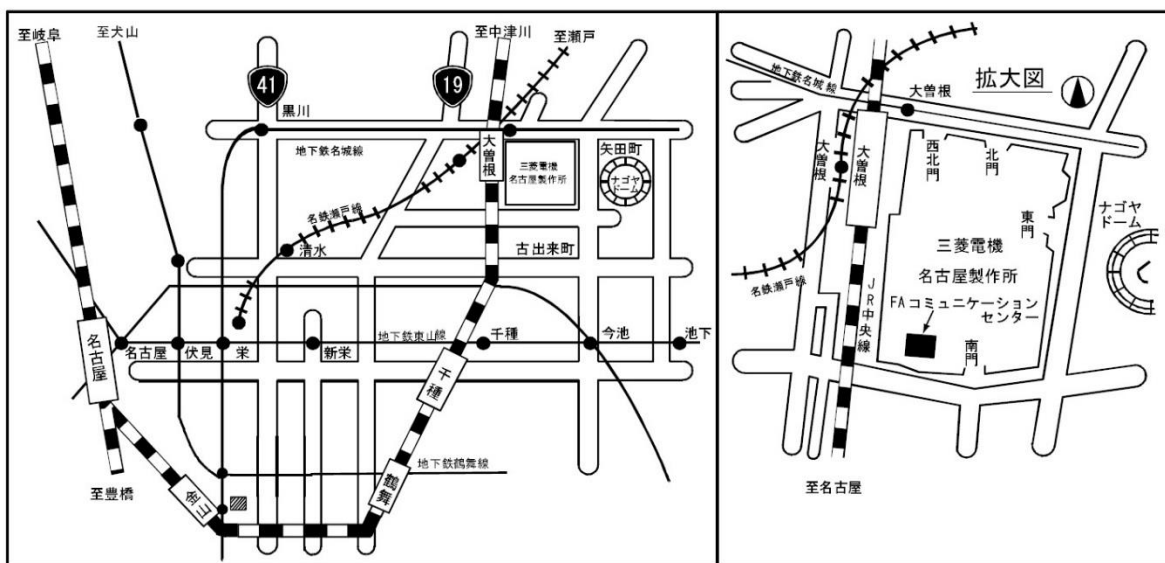 至岐阜
至犬山
至中津川
至瀬戸
41
19
黒川
大曽根
地下鉄名城線
三菱電機
名古屋製作所
矢田町
ナゴヤ
ドーム
名鉄瀬戸線
清水
古出来町
名古屋
名古屋
伏見
栄
地下鉄東山線
新栄
千種
今池
池下
千種
地下鉄鶴舞線
鶴舞
至豊橋
金山
拡大図
地下鉄名城線
大曽根
大曽根
大曽根
西北門
北門
東門
ナゴヤ
ドーム
三菱電機
名古屋製作所
名鉄瀬戸線
JR中央線
FAコミュニケーション
センター
南門
至名古屋